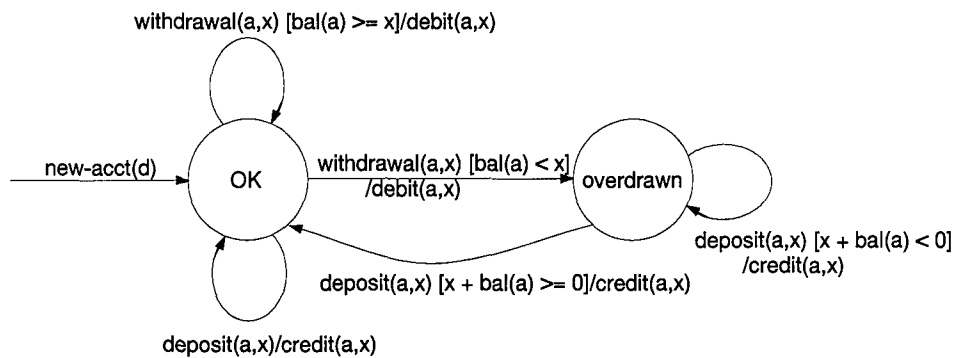 withdrawal(a,x) [bal(a) >= x]/debit(a,x)
new-acct(d)
OK
withdrawal(a,x) [bal(a) < x]
/debit(a,x)
overdrawn
deposit(a,x) [x + bal(a) < 0]
/credit(a,x)
deposit(a,x) [x + bal(a) >= 0]/credit(a,x)
deposit(a,x)/credit(a,x)